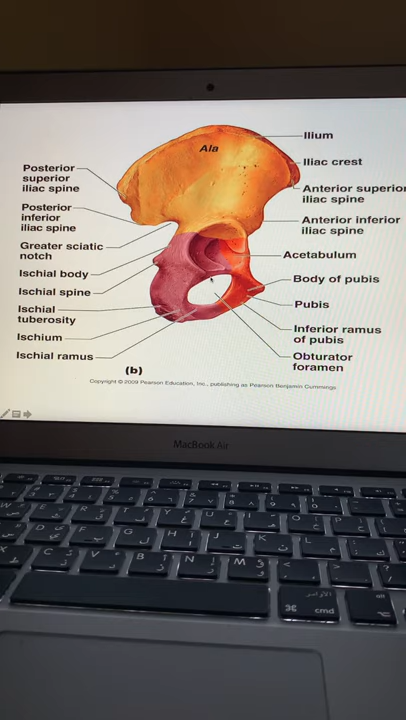 Ala
Ilium
Iliac crest
Anterior superior
iliac spine
Anterior inferior
iliac spine
Acetabulum
Body of pubis
Pubis
Inferior ramus
of pubis
Obturator
foramen
Posterior
superior
iliac spine
Posterior
inferior
iliac spine
Greater sciatic
notch
Ischial body
Ischial spine
Ischial
tuberosity
Ischium
Ischial ramus
(b)
Copyright © 2009 Pearson Education, Inc., publishing as Pearson Benjamin Cummings
MacBook Air
W R T Y U I O P
D F G H J K L
X C V B N M
cmd
alt